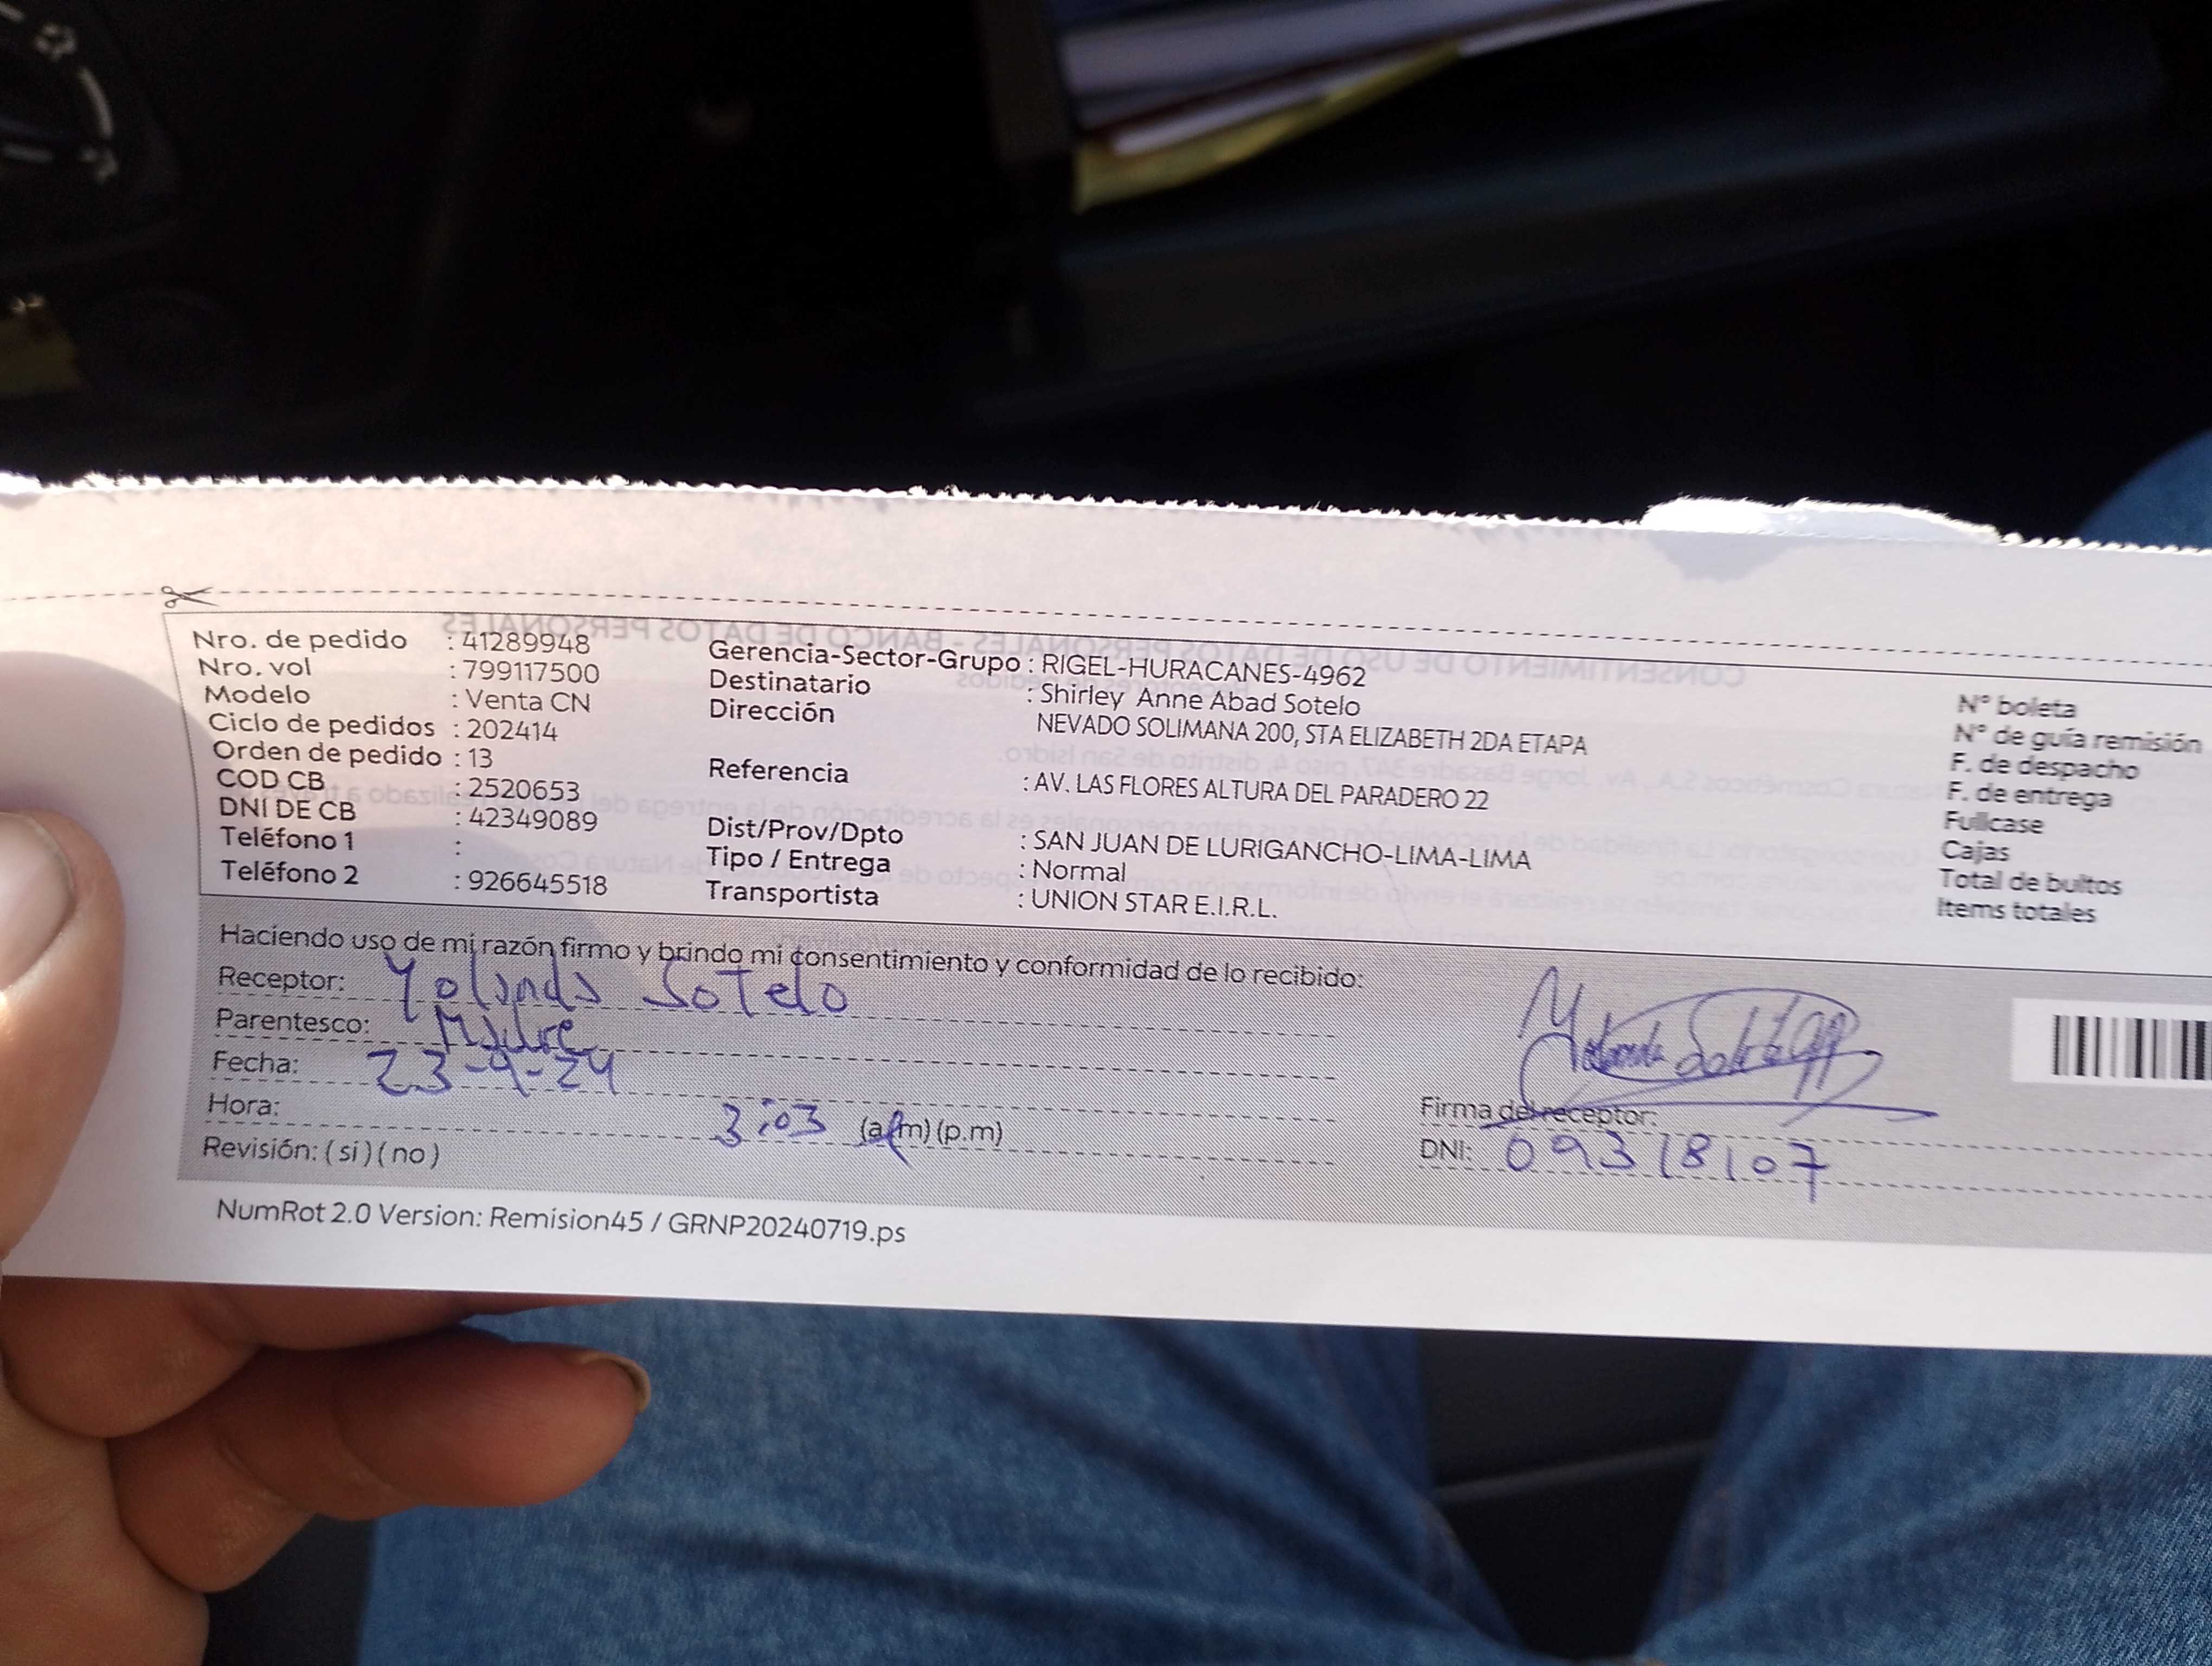 Nro. de pedido : 41289948
Nro. vol : 799117500
Modelo : Venta CN
Ciclo de pedidos : 202414
Orden de pedido : 13
COD CB : 2520653
DNI DE CB : 42349089
Teléfono 1 :
Teléfono 2 : 926645518
Gerencia-Sector-Grupo : RIGEL-HURACANES-4962
Destinatario : Shirley Anne Abad Sotelo
Dirección NEVADO SOLIMANA 200, STA ELIZABETH 2DA ETAPA
Referencia : AV. LAS FLORES ALTURA DEL PARADERO 22
Dist/Prov/Dpto : SAN JUAN DE LURIGANCHO-LIMA-LIMA
Tipo / Entrega : Normal
Transportista : UNION STAR E.I.R.L.
N° boleta
N° de guía remisión
F. de despacho
F. de entrega
Fullcase
Cajas
Total de bultos
Items totales
Haciendo uso de mi razón firmo y brindo mi consentimiento y conformidad de lo recibido:
Receptor: Yolanda Sotelo
Parentesco: Madre
Fecha: 23-9-24
Hora: 3:03 (a.m) (p.m)
Revisión: ( si ) ( no )
Firma del receptor:
DNI: 09318107
NumRot 2.0 Version: Remision45 / GRNP20240719.ps